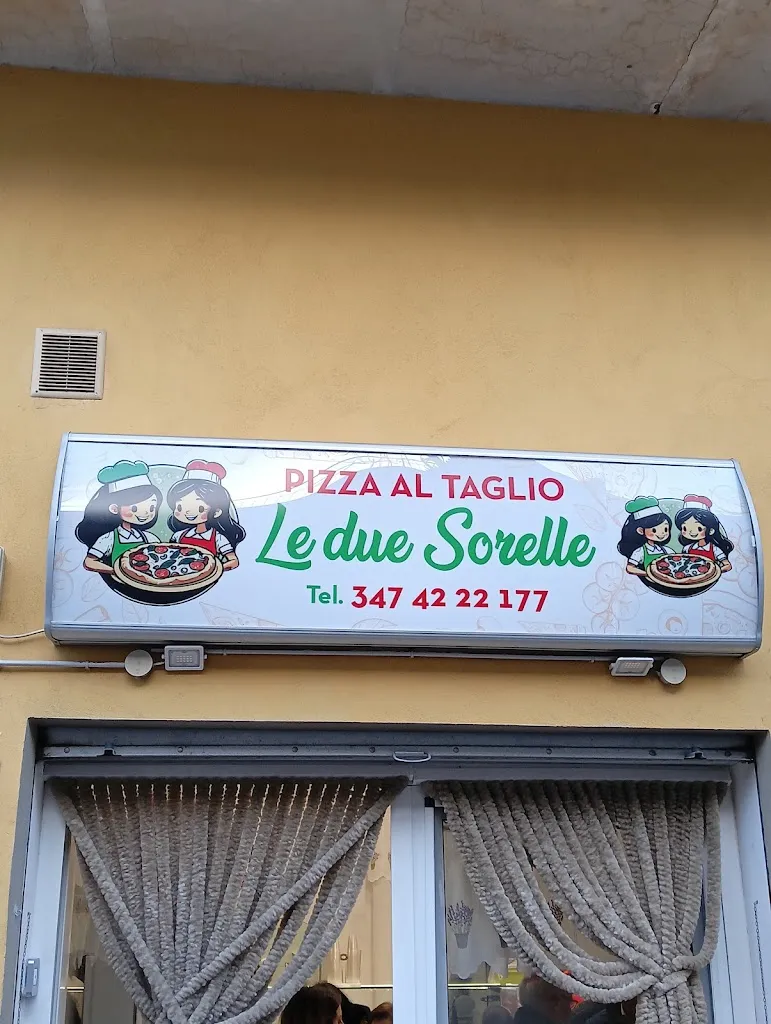 PIZZA AL TAGLIO
Le due Sorelle
Tel. 347 42 22 177